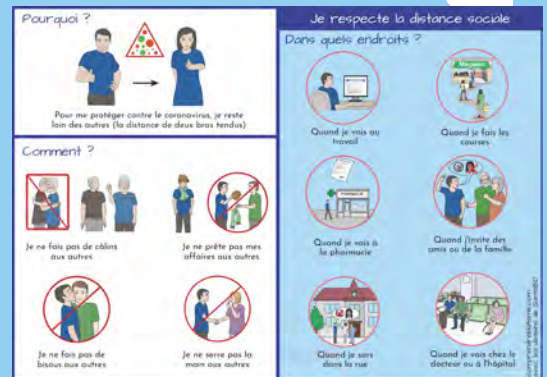 Pourquoi ?
Pour me protéger contre le coronavirus, je reste
loin des autres (la distance de deux bras tendus)
Comment ?
Je ne fais pas de câlins
aux autres
Je ne prête pas mes
affaires aux autres
Je ne fais pas de
bisous aux autres
Je ne serre pas la
main aux autres
Je respecte la distance sociale
Dans quels endroits ?
Quand je vais au
travail
Magasin
Quand je fais les
courses
Quand je vais à
la pharmacie
Quand j'invite des
amis ou de la famille
Quand je sors
dans la rue
Quand je vais chez le
docteur ou à l'hôpital